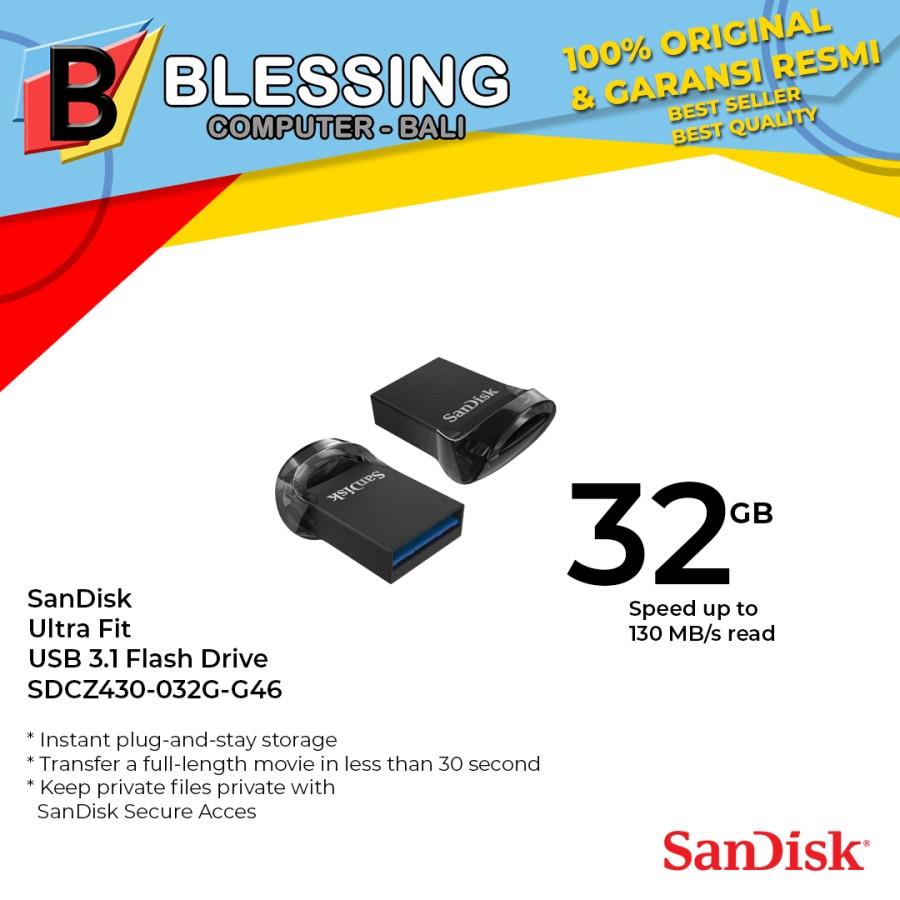 B
BLESSING
COMPUTER - BALI
100% ORIGINAL
& GARANSI RESMI
BEST SELLER
BEST QUALITY
SanDisk
SanDisk
32GB
Speed up to
130 MB/s read
SanDisk
Ultra Fit
USB 3.1 Flash Drive
SDCZ430-032G-G46
* Instant plug-and-stay storage
* Transfer a full-length movie in less than 30 second
* Keep private files private with
SanDisk Secure Acces
SanDisk®